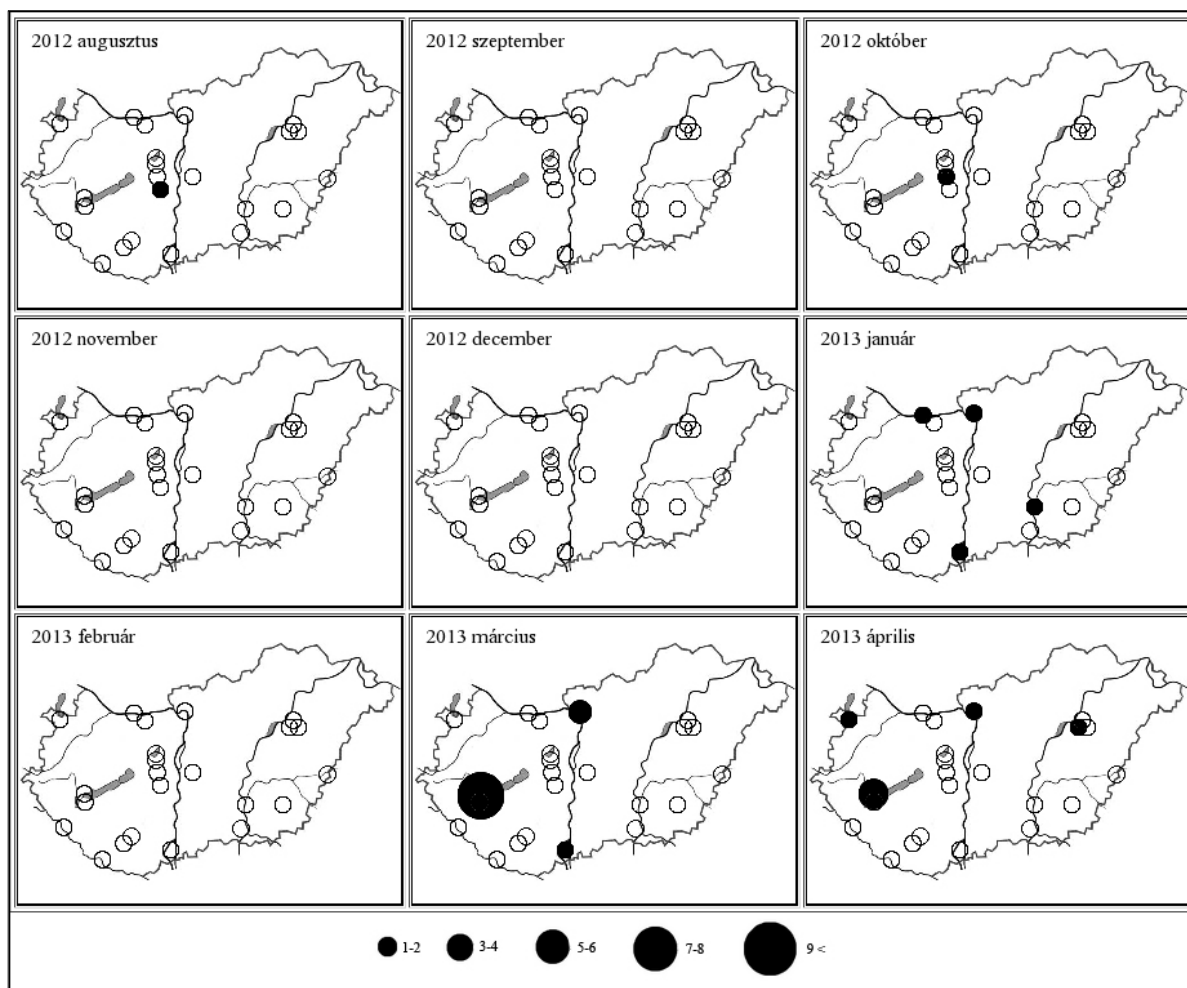 2012 augusztus
2012 szeptember
2012 október
2012 november
2012 december
2013 január
2013 február
2013 március
2013 április
1-2
3-4
5-6
7-8
9 <